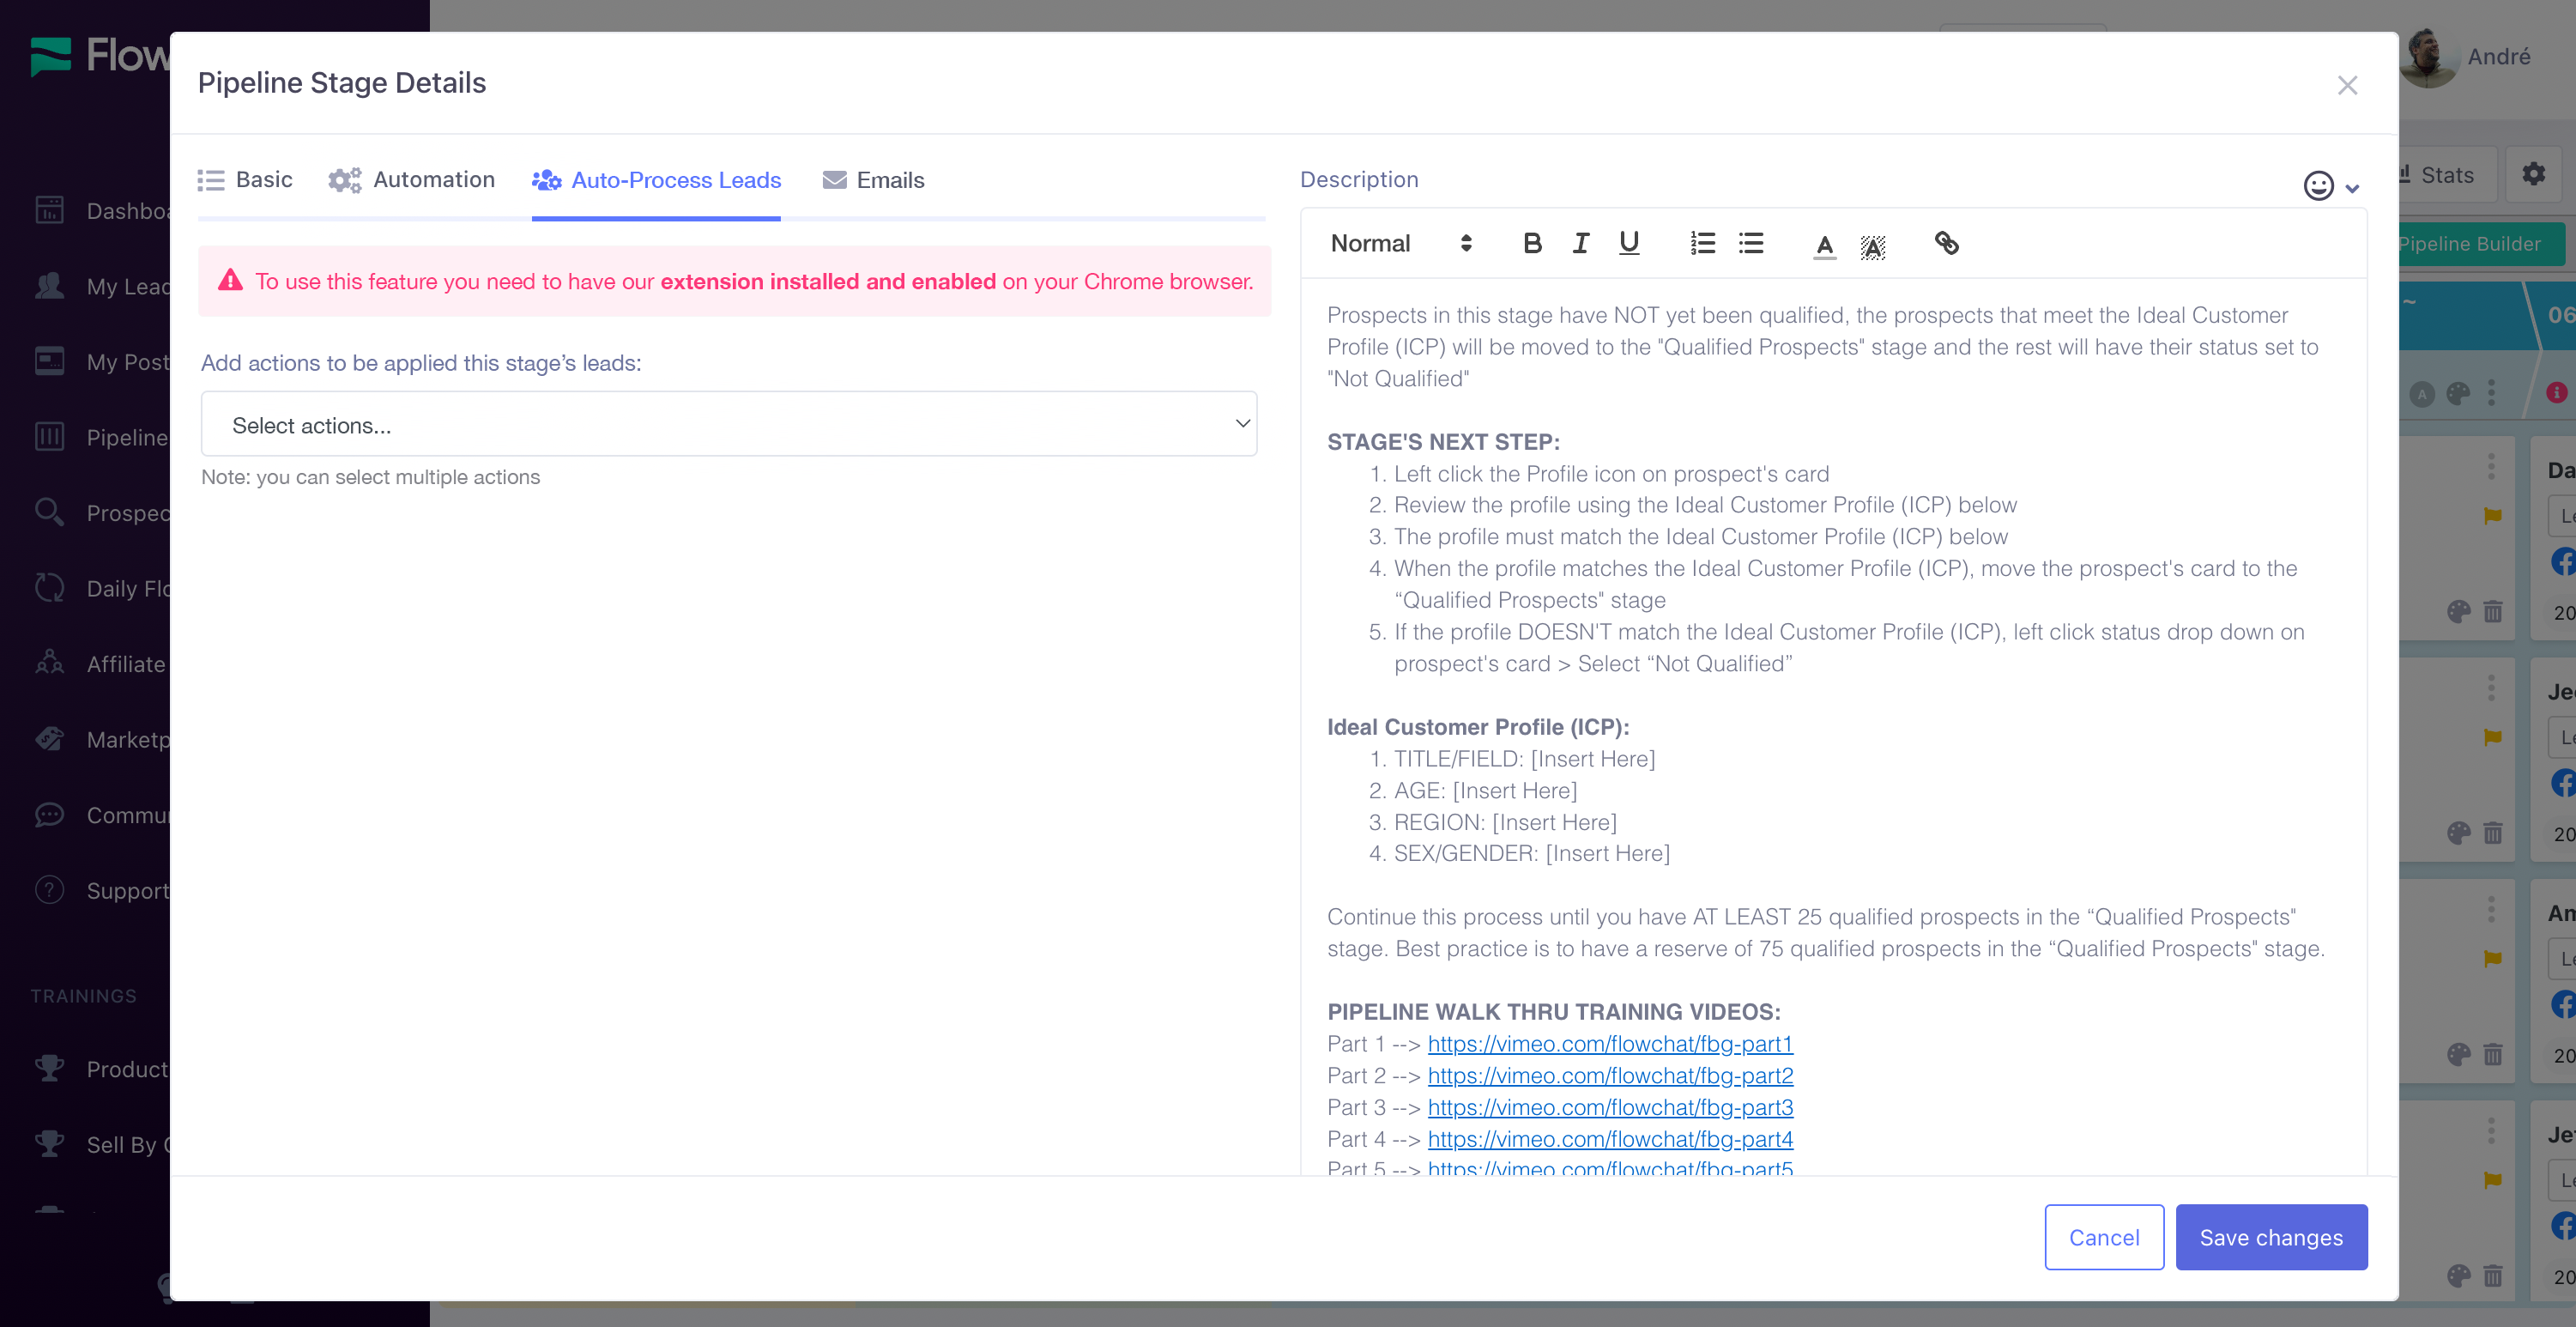 Flow
André
Pipeline Stage Details
Basic
Automation
Auto-Process Leads
Emails
To use this feature you need to have our extension installed and enabled on your Chrome browser.
Add actions to be applied this stage’s leads:
Select actions...
Note: you can select multiple actions
Description
Normal
Prospects in this stage have NOT yet been qualified, the prospects that meet the Ideal Customer
Profile (ICP) will be moved to the "Qualified Prospects" stage and the rest will have their status set to
"Not Qualified"
STAGE'S NEXT STEP:
1. Left click the Profile icon on prospect's card
2. Review the profile using the Ideal Customer Profile (ICP) below
3. The profile must match the Ideal Customer Profile (ICP) below
4. When the profile matches the Ideal Customer Profile (ICP), move the prospect's card to the
“Qualified Prospects" stage
5. If the profile DOESN'T match the Ideal Customer Profile (ICP), left click status drop down on
prospect's card > Select “Not Qualified”
Ideal Customer Profile (ICP):
1. TITLE/FIELD: [Insert Here]
2. AGE: [Insert Here]
3. REGION: [Insert Here]
4. SEX/GENDER: [Insert Here]
Continue this process until you have AT LEAST 25 qualified prospects in the “Qualified Prospects"
stage. Best practice is to have a reserve of 75 qualified prospects in the “Qualified Prospects" stage.
PIPELINE WALK THRU TRAINING VIDEOS:
Part 1 --> https://vimeo.com/flowchat/fbg-part1
Part 2 --> https://vimeo.com/flowchat/fbg-part2
Part 3 --> https://vimeo.com/flowchat/fbg-part3
Part 4 --> https://vimeo.com/flowchat/fbg-part4
Part 5 --> https://vimeo.com/flowchat/fbg-part5
Cancel
Save changes
Dashboa
My Lead
My Post
Pipeline
Prospec
Daily Flo
Affiliate
Marketp
Commu
Support
TRAININGS
Product
Sell By
Stats
Pipeline Builder
~
06
A
Da
Le
20
Je
Le
20
Am
Le
20
Je
Le
20